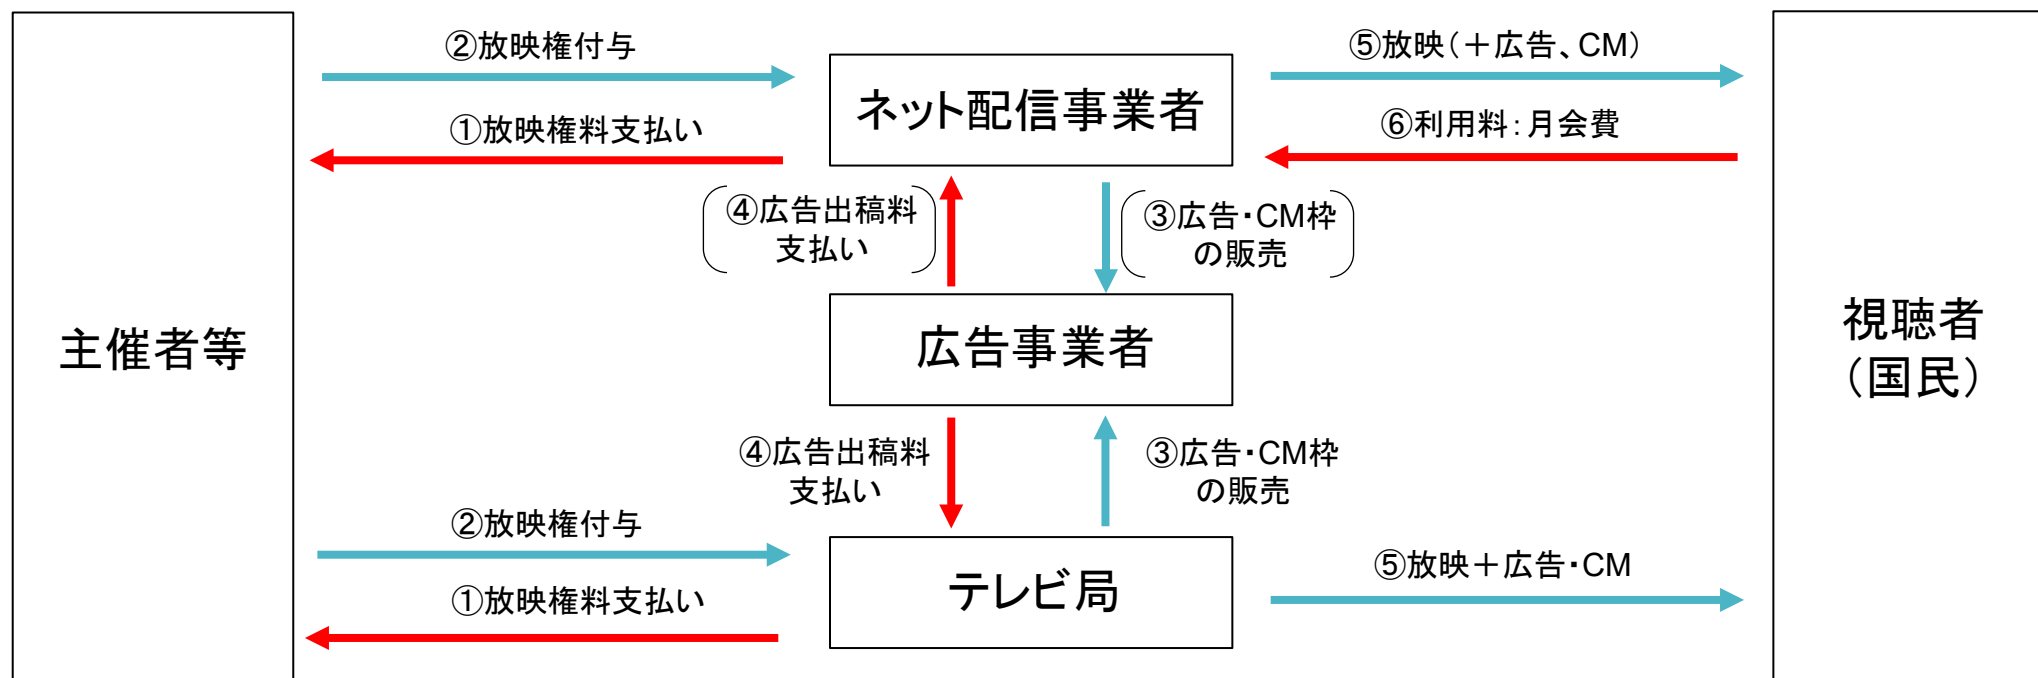 ②放映権付与
①放映権料支払い
ネット配信事業者
⑤放映(＋広告、CM)
⑥利用料：月会費
④広告出稿料
支払い
③広告・CM枠
の販売
主催者等
広告事業者
視聴者
（国民）
④広告出稿料
支払い
③広告・CM枠
の販売
②放映権付与
①放映権料支払い
テレビ局
⑤放映＋広告・CM